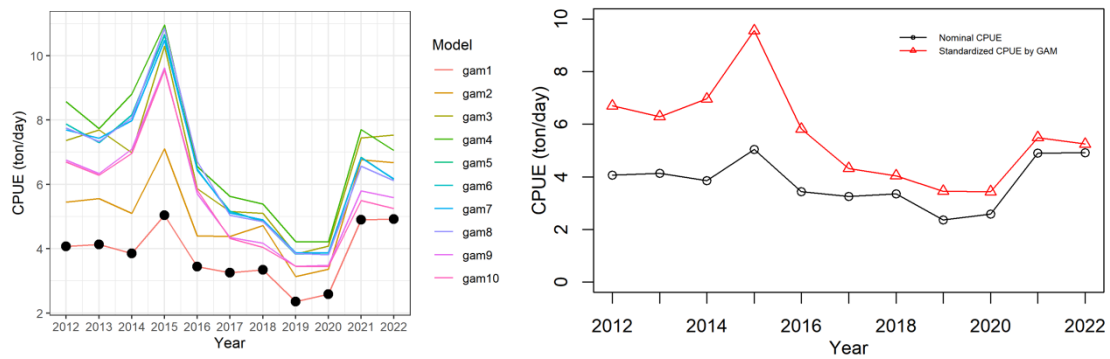 CPUE (ton/day)
10
8
6
4
2
2012 2013 2014 2015 2016 2017 2018 2019 2020 2021 2022
Year
Model
gam1
gam2
gam3
gam4
gam5
gam6
gam7
gam8
gam9
gam10
CPUE (ton/day)
10
8
6
4
2
0
2012 2014 2016 2018 2020 2022
Year
Nominal CPUE
Standardized CPUE by GAM